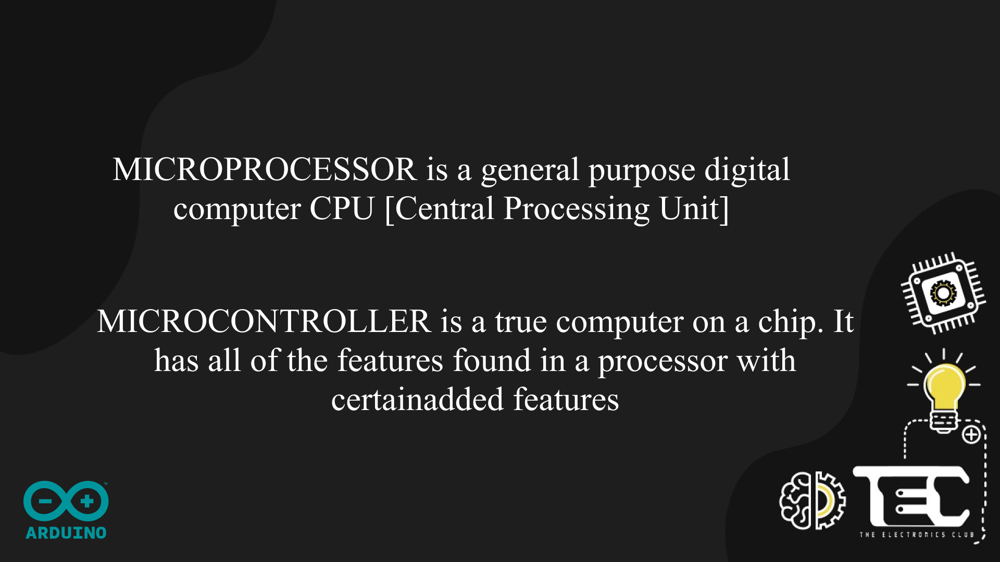 MICROPROCESSOR is a general purpose digital
computer CPU [Central Processing Unit]
MICROCONTROLLER is a true computer on a chip. It
has all of the features found in a processor with
certainadded features
ARDUINO
TM
TEC
THE ELECTRONICS CLUB